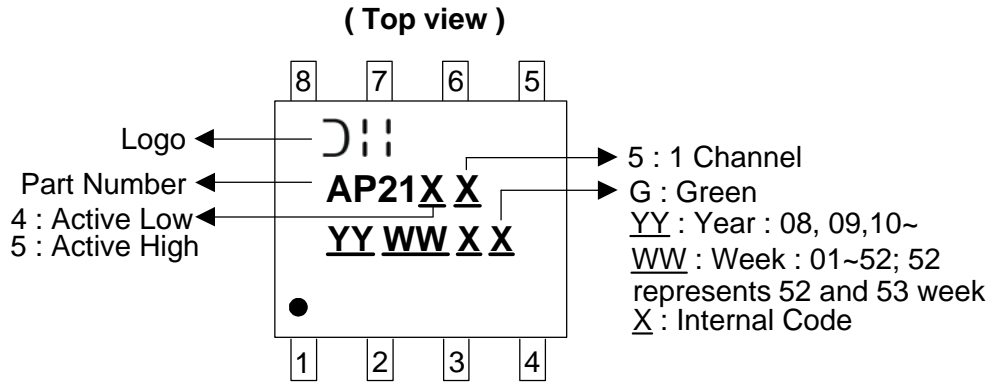 ( Top view )
8 7 6 5
Logo
Part Number
4 : Active Low
5 : Active High
AP21X X
YY WW X X
5 : 1 Channel
G : Green
YY : Year : 08, 09,10~
WW : Week : 01~52; 52
represents 52 and 53 week
X : Internal Code
1 2 3 4